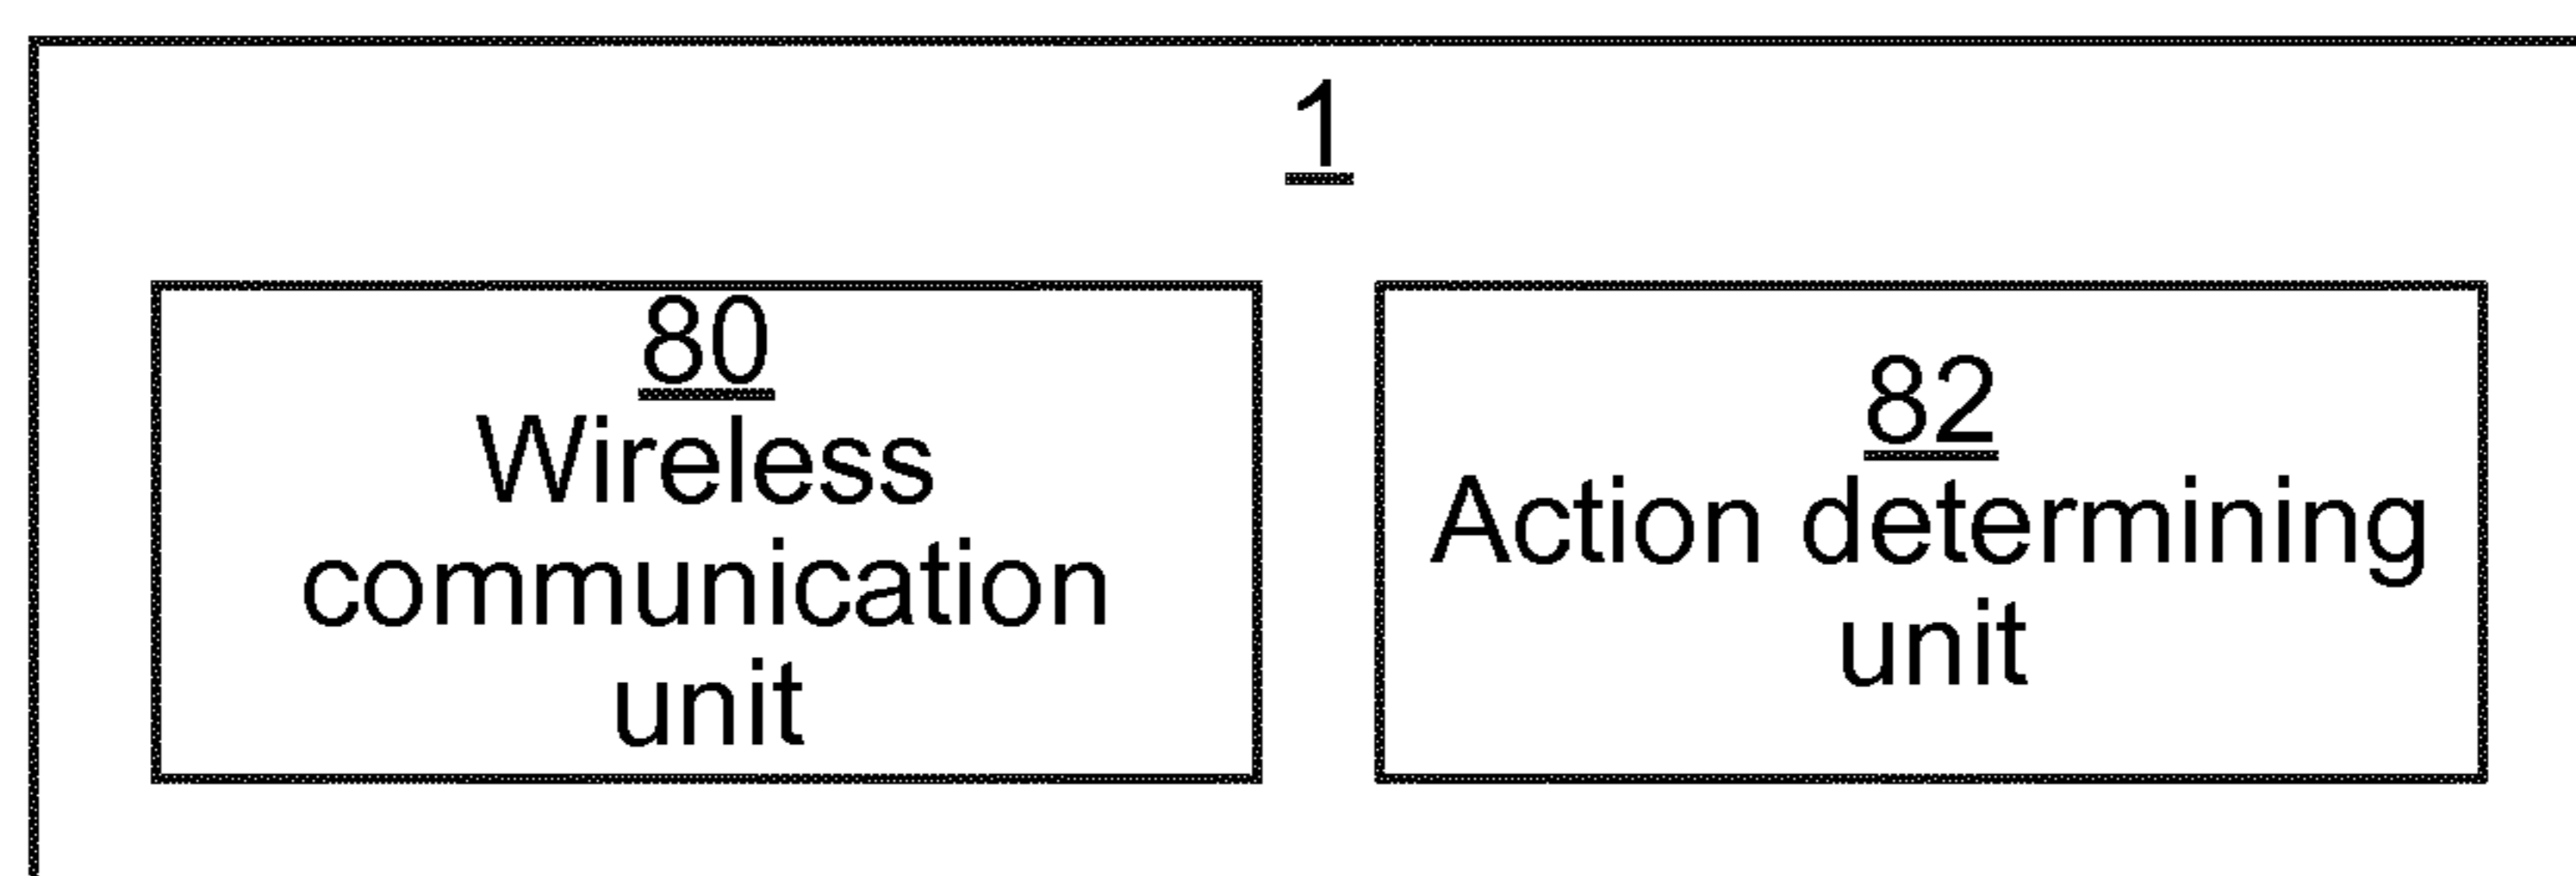 1
80
Wireless
communication
unit
82
Action determining
unit